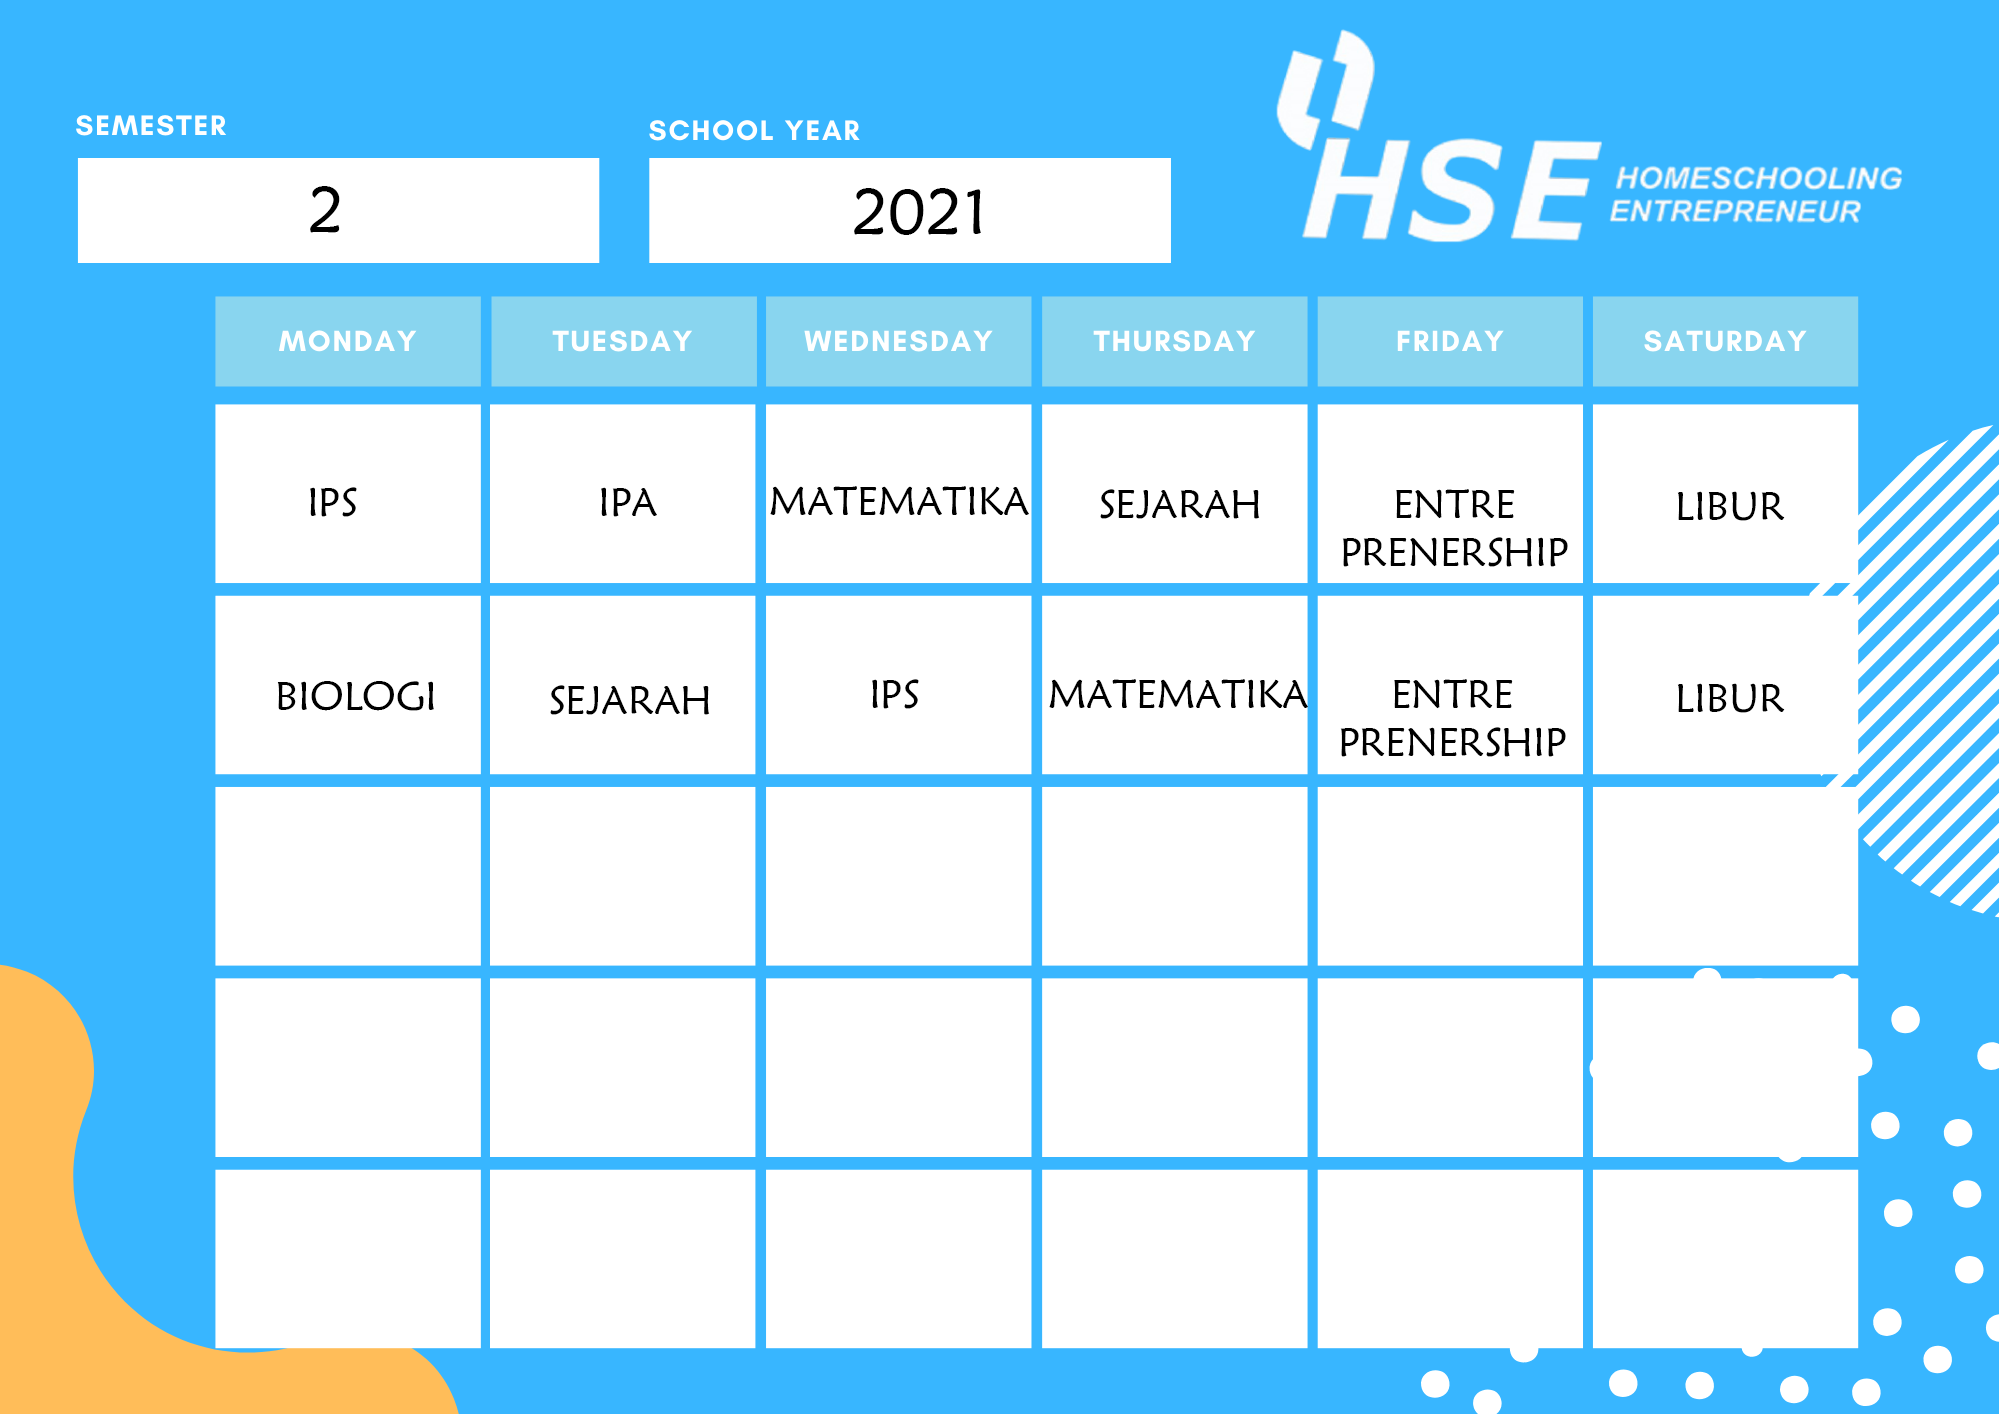 SEMESTER
SCHOOL YEAR
2
2021
HSE
HOMESCHOOLING
ENTREPRENEUR
MONDAY
TUESDAY
WEDNESDAY
THURSDAY
FRIDAY
SATURDAY
IPS
IPA
MATEMATIKA
SEJARAH
ENTRE
PRENERSHIP
LIBUR
BIOLOGI
SEJARAH
IPS
MATEMATIKA
ENTRE
PRENERSHIP
LIBUR